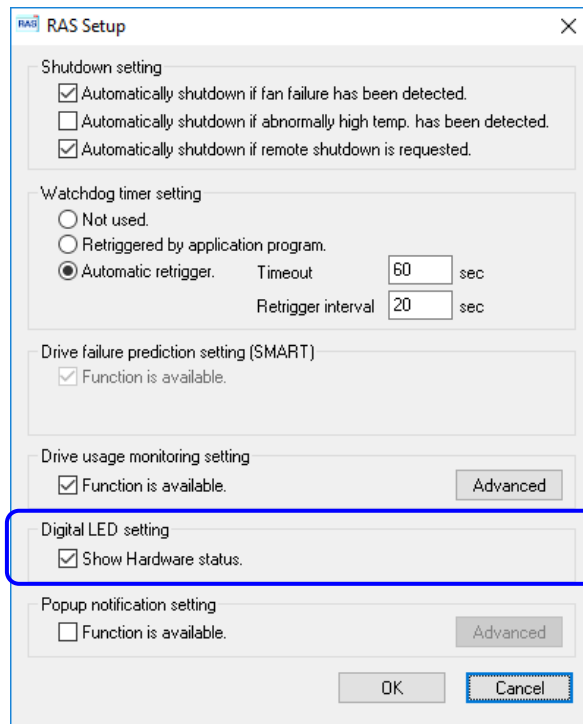 RAS RAS Setup
Shutdown setting
Automatically shutdown if fan failure has been detected.
Automatically shutdown if abnormally high temp. has been detected.
Automatically shutdown if remote shutdown is requested.
Watchdog timer setting
Not used.
Retriggered by application program.
Automatic retrigger. Timeout 60 sec
Retrigger interval 20 sec
Drive failure prediction setting (SMART)
Function is available.
Drive usage monitoring setting
Function is available. Advanced
Digital LED setting
Show Hardware status.
Popup notification setting
Function is available. Advanced
OK Cancel